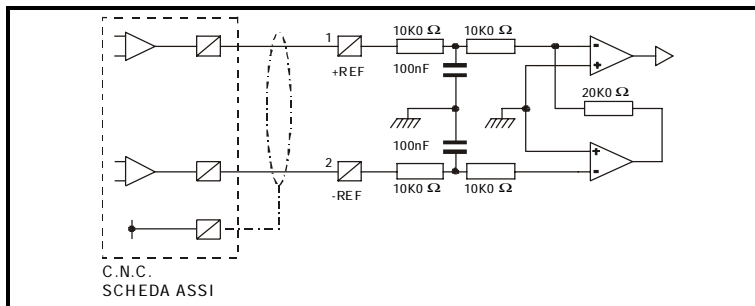 10K0 Ω 10K0 Ω
1
+REF
100nF
20K0 Ω
100nF
2
-REF
10K0 Ω 10K0 Ω
- 
+
+
-
C.N.C.
SCHEDA ASSI